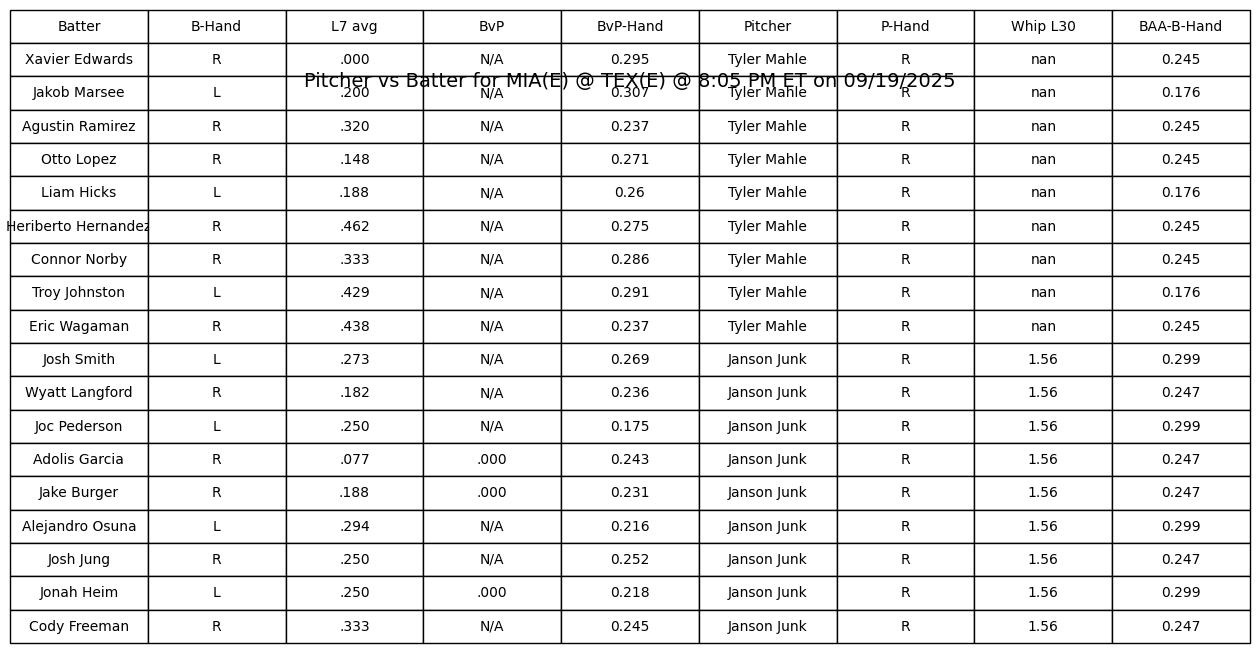 Batter B-Hand L7 avg BvP BvP-Hand Pitcher P-Hand Whip L30 BAA-B-Hand
Xavier Edwards R .000 N/A 0.295 Tyler Mahle R nan 0.245
Pitcher vs Batter for MIA(E) @ TEX(E) @ 8:05 PM ET on 09/19/2025
Jakob Marsee L .200 N/A 0.307 Tyler Mahle R nan 0.176
Agustin Ramirez R .320 N/A 0.237 Tyler Mahle R nan 0.245
Otto Lopez R .148 N/A 0.271 Tyler Mahle R nan 0.245
Liam Hicks L .188 N/A 0.26 Tyler Mahle R nan 0.176
Heriberto Hernandez R .462 N/A 0.275 Tyler Mahle R nan 0.245
Connor Norby R .333 N/A 0.286 Tyler Mahle R nan 0.245
Troy Johnston L .429 N/A 0.291 Tyler Mahle R nan 0.176
Eric Wagaman R .438 N/A 0.237 Tyler Mahle R nan 0.245
Josh Smith L .273 N/A 0.269 Janson Junk R 1.56 0.299
Wyatt Langford R .182 N/A 0.236 Janson Junk R 1.56 0.247
Joc Pederson L .250 N/A 0.175 Janson Junk R 1.56 0.299
Adolis Garcia R .077 .000 0.243 Janson Junk R 1.56 0.247
Jake Burger R .188 .000 0.231 Janson Junk R 1.56 0.247
Alejandro Osuna L .294 N/A 0.216 Janson Junk R 1.56 0.299
Josh Jung R .250 N/A 0.252 Janson Junk R 1.56 0.247
Jonah Heim L .250 .000 0.218 Janson Junk R 1.56 0.299
Cody Freeman R .333 N/A 0.245 Janson Junk R 1.56 0.247